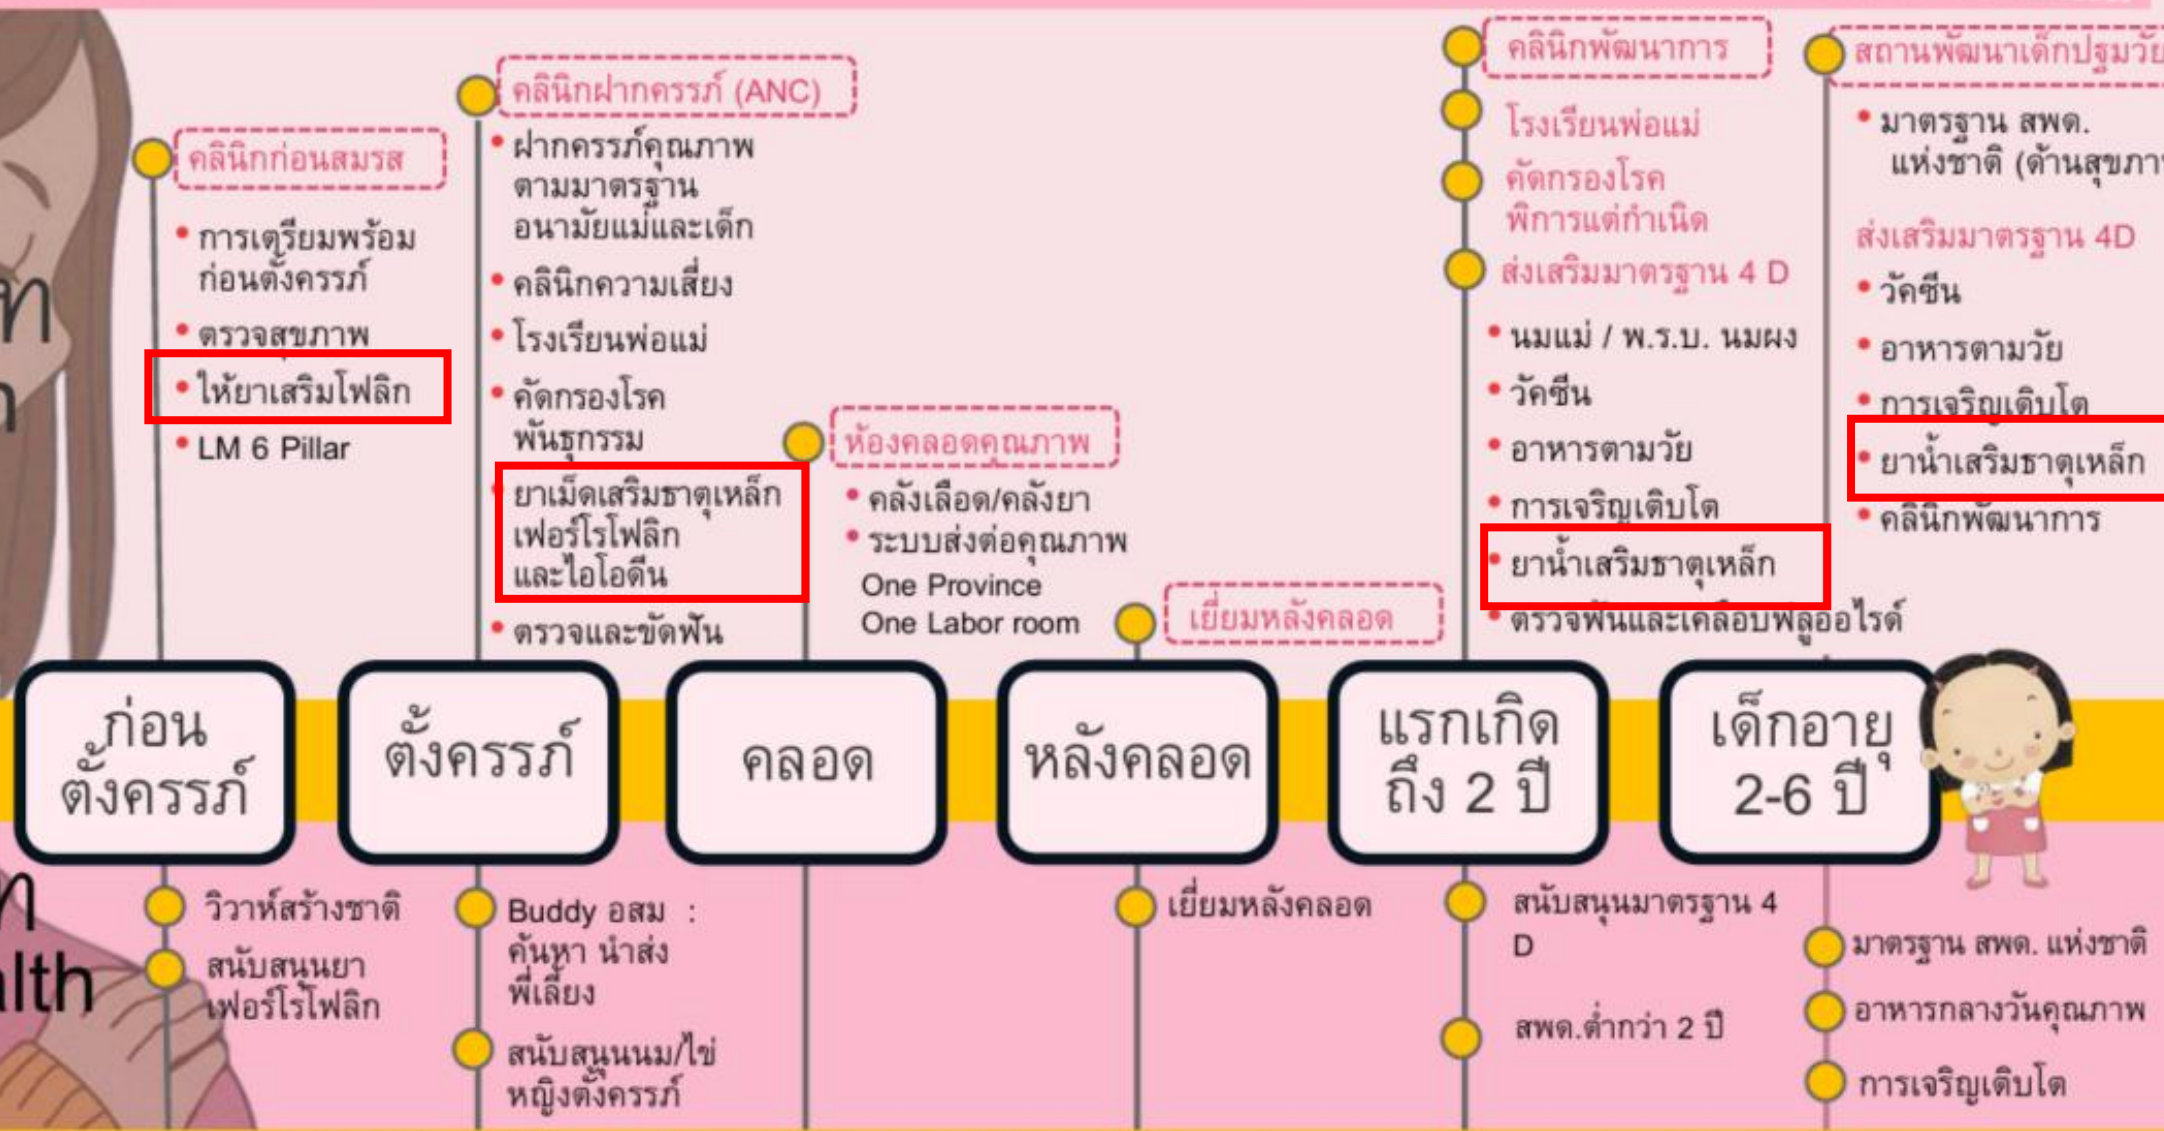 คลินิกก่อนสมรส
การเตรียมพร้อม
ก่อนตั้งครรภ์
ตรวจสุขภาพ
ให้ยาเสริมโฟลิก
LM 6 Pillar
คลินิกฝากครรภ์ (ANC)
ฝากครรภ์คุณภาพ
ตามมาตรฐาน
อนามัยแม่และเด็ก
คลินิกความเสี่ยง
โรงเรียนพ่อแม่
คัดกรองโรค
พันธุกรรม
ยาเม็ดเสริมธาตุเหล็ก
เฟอร์โรโฟลิก
และไอโอดีน
ตรวจและขัดฟัน
ห้องคลอดคุณภาพ
คลังเลือด/คลังยา
ระบบส่งต่อคุณภาพ
One Province
One Labor room
เยี่ยมหลังคลอด
คลินิกพัฒนาการ
โรงเรียนพ่อแม่
คัดกรองโรค
พิการแต่กำเนิด
ส่งเสริมมาตรฐาน 4 D
นมแม่ / พ.ร.บ. นมผง
วัคซีน
อาหารตามวัย
การเจริญเติบโต
ยาน้ำเสริมธาตุเหล็ก
ตรวจฟันและเคลือบฟลูออไรด์
สถานพัฒนาเด็กปฐมวัย
มาตรฐาน สพด.
แห่งชาติ (ด้านสุขภา
ส่งเสริมมาตรฐาน 4D
วัคซีน
อาหารตามวัย
การเจริญเติบโต
ยาน้ำเสริมธาตุเหล็ก
คลินิกพัฒนาการ
ก่อน
ตั้งครรภ์
ตั้งครรภ์
คลอด
หลังคลอด
แรกเกิด
ถึง 2 ปี
เด็กอายุ
2-6 ปี
lth
วิวาห์สร้างชาติ
สนับสนุนยา
เฟอร์โรโฟลิก
Buddy อสม :
ค้นหา นำส่ง
พี่เลี้ยง
สนับสนุนนม/ไข่
หญิงตั้งครรภ์
เยี่ยมหลังคลอด
สนับสนุนมาตรฐาน 4
D
สพด.ต่ำกว่า 2 ปี
มาตรฐาน สพด. แห่งชาติ
อาหารกลางวันคุณภาพ
การเจริญเติบโต